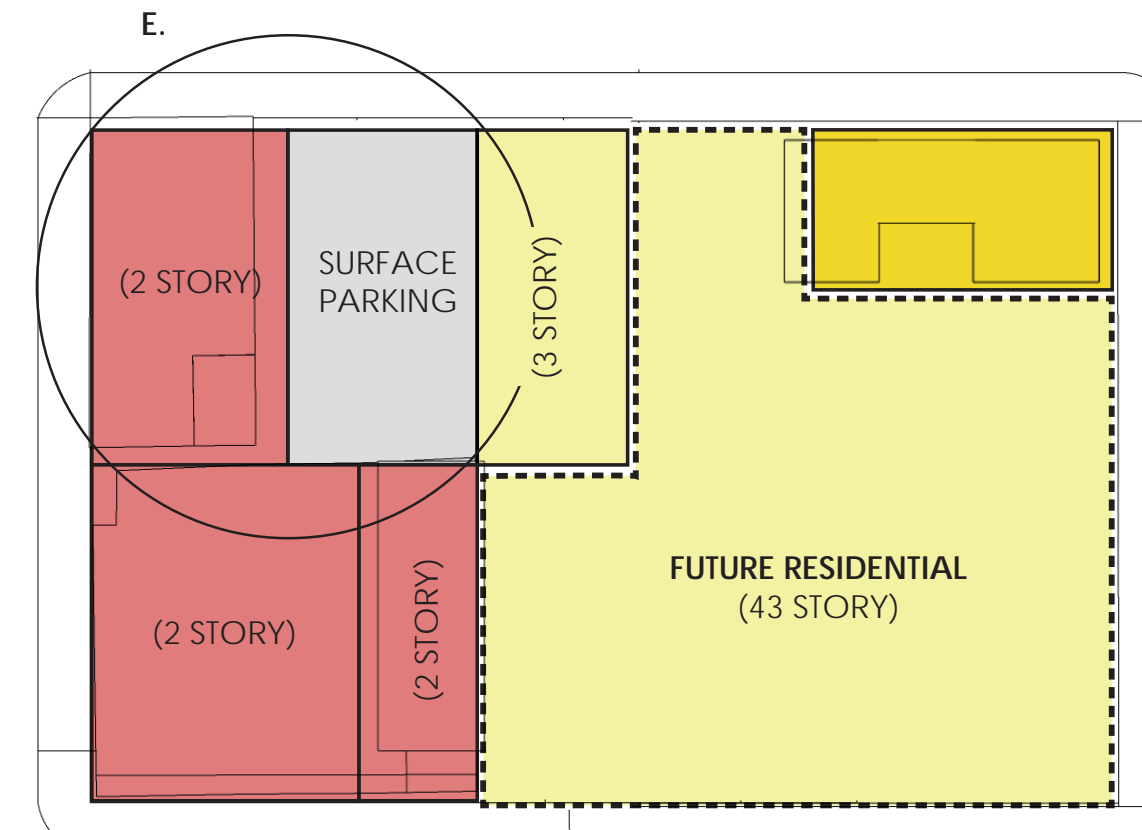 E.
(2 STORY)
SURFACE
PARKING
(3 STORY)
(2 STORY)
(2 STORY)
FUTURE RESIDENTIAL
(43 STORY)